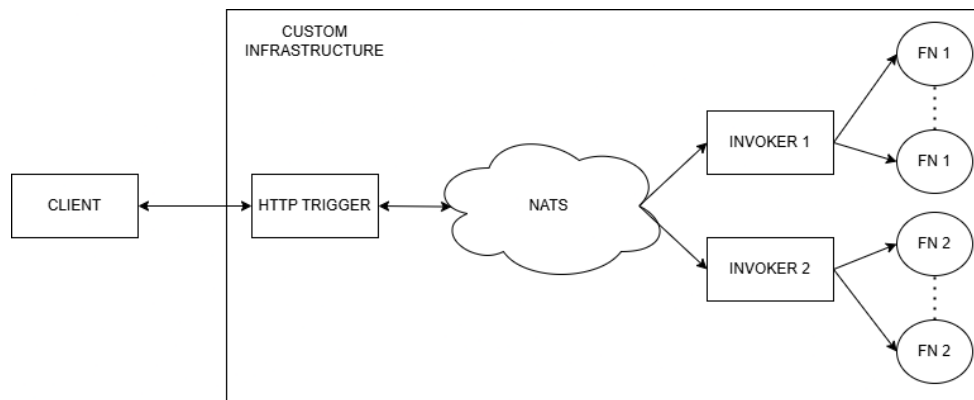 CUSTOM
INFRASTRUCTURE
CLIENT
HTTP TRIGGER
NATS
INVOKER 1
INVOKER 2
FN 1
FN 1
FN 2
FN 2